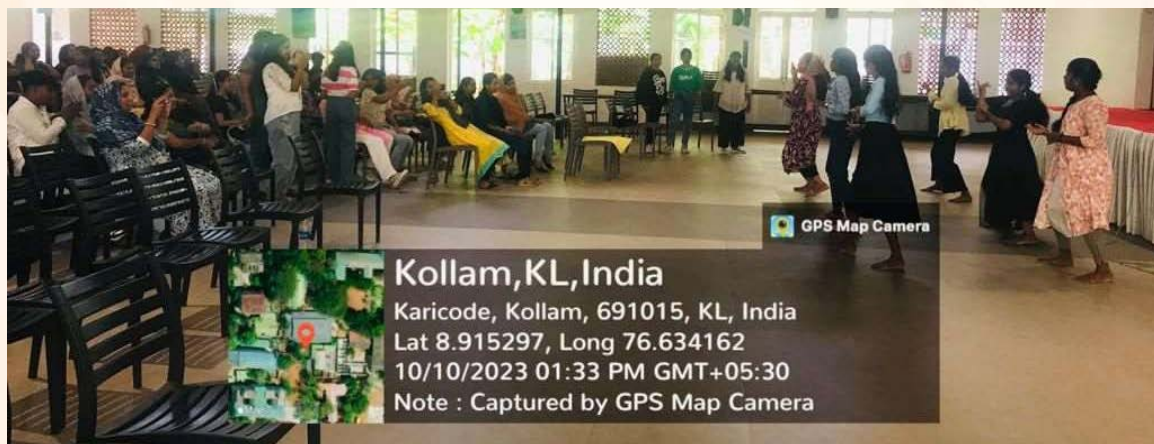 GPS Map Camera
Kollam,KL,India
Karicode, Kollam, 691015, KL, India
Lat 8.915297, Long 76.634162
10/10/2023 01:33 PM GMT+05:30
Note : Captured by GPS Map Camera